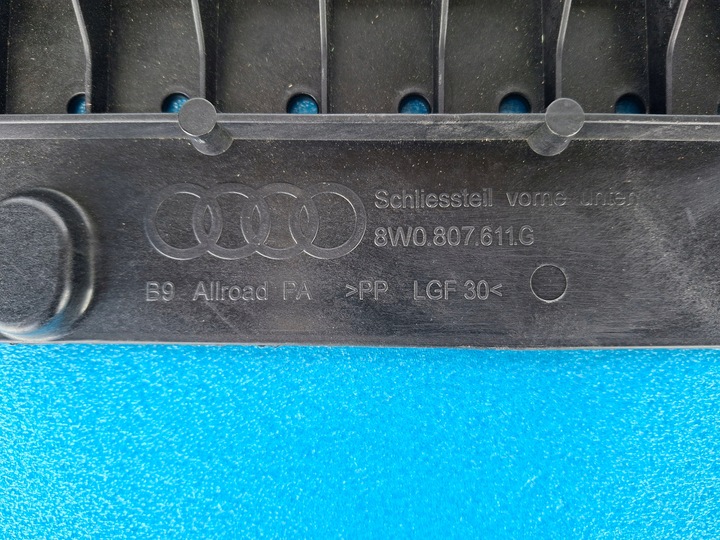 Schliessteil vorne unten
8W0.807.611.G
B9 Allroad PA >PP LGF 30<